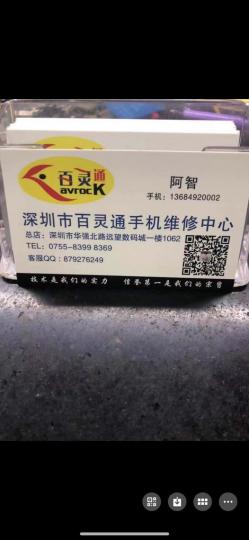 百灵通
avrocK
阿智
手机：13684920002
深圳市百灵通手机维修中心
总店：深圳市华强北路远望数码城一楼1062
TEL：0755-8399 8369
客服QQ：879276249
技术是我们的实力 信誉第一是我们的宗旨